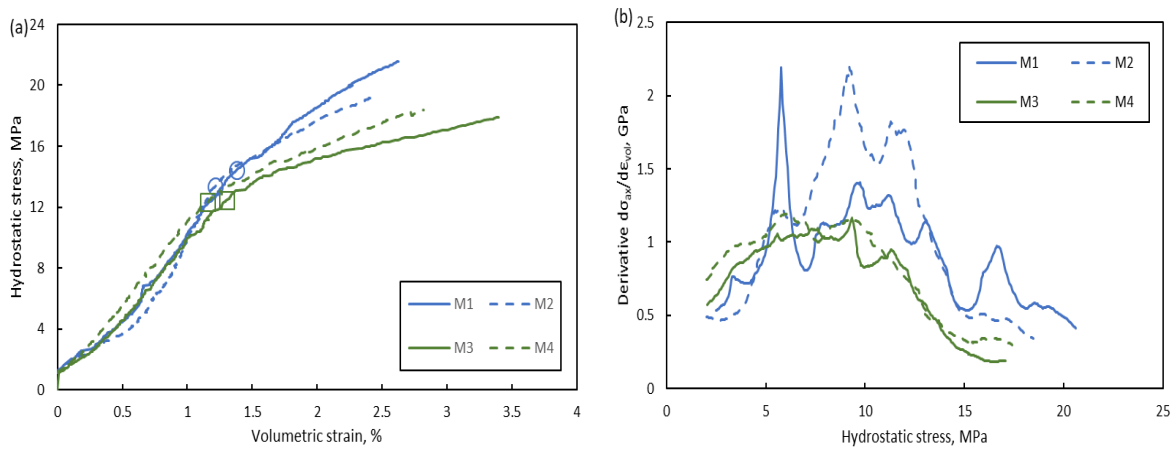 (a)
Hydrostatic stress, MPa
24
20
16
12
8
4
0
0 0.5 1 1.5 2 2.5 3 3.5 4
Volumetric strain, %
M1 M2
M3 M4
(b)
Derivative dσax/dεvol, GPa
2.5
2
1.5
1
0.5
0
0 5 10 15 20 25
Hydrostatic stress, MPa
M1 M2
M3 M4